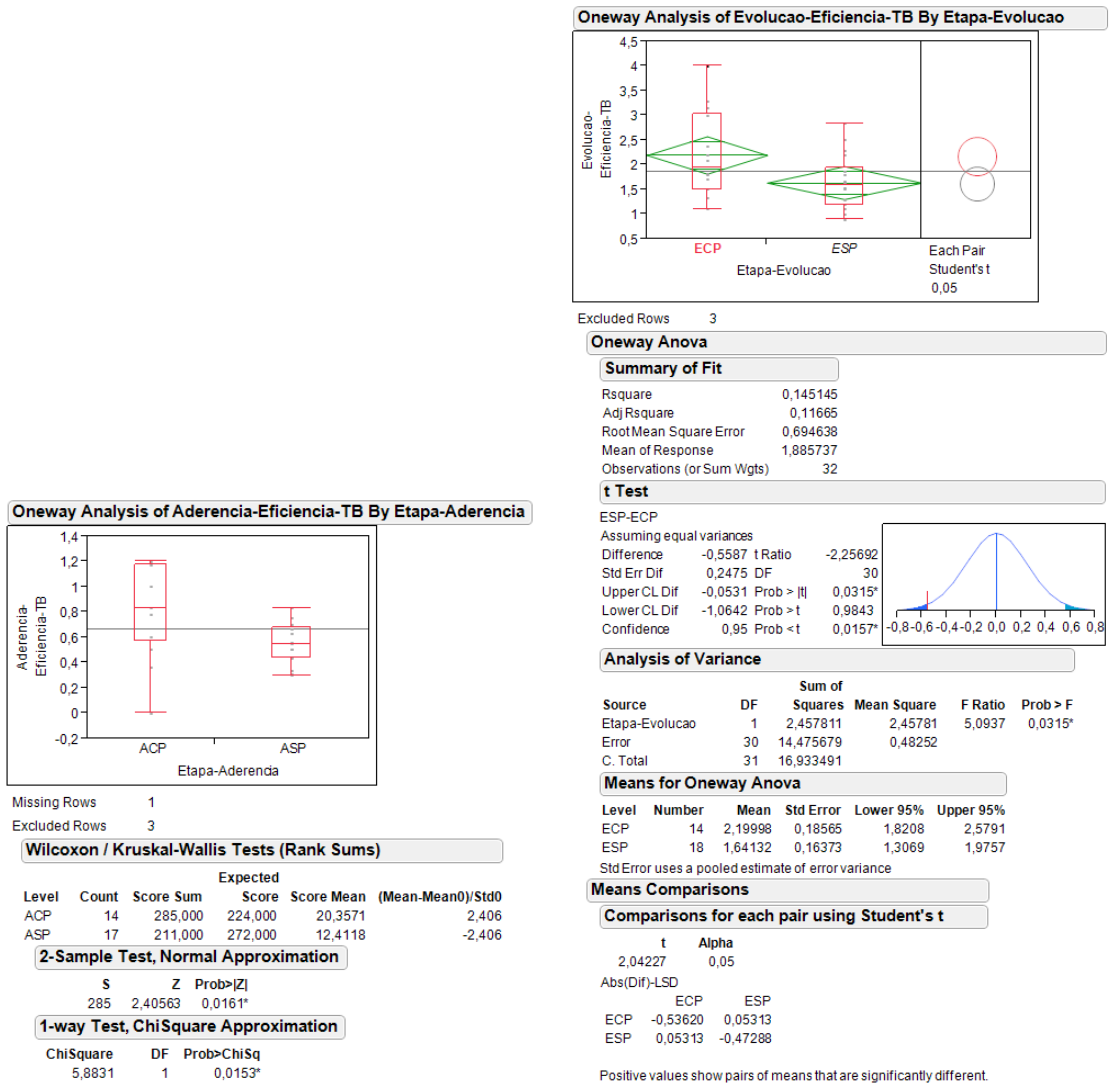 Oneway Analysis of Aderencia-Eficiencia-TB By Etapa-Aderencia
Aderencia-
Eficiencia-TB
1,4
1,2
1
0,8
0,6
0,4
0,2
0
-0,2
ACP ASP
Etapa-Aderencia
Missing Rows 1
Excluded Rows 3
Wilcoxon / Kruskal-Wallis Tests (Rank Sums)
Expected
Level Count Score Sum Score Score Mean (Mean-Mean0)/Std0
ACP 14 285,000 224,000 20,3571 2,406
ASP 17 211,000 272,000 12,4118 -2,406
2-Sample Test, Normal Approximation
S Z Prob>|Z|
285 2,40563 0,0161*
1-way Test, ChiSquare Approximation
ChiSquare DF Prob>ChiSq
5,8831 1 0,0153*
Oneway Analysis of Evolucao-Eficiencia-TB By Etapa-Evolucao
Evolucao-
Eficiencia-TB
4,5
4
3,5
3
2,5
2
1,5
1
0,5
ECP ESP
Etapa-Evolucao
Each Pair
Student's t
0,05
Excluded Rows 3
Oneway Anova
Summary of Fit
Rsquare 0,145145
Adj Rsquare 0,11665
Root Mean Square Error 0,694638
Mean of Response 1,885737
Observations (or Sum Wgts) 32
t Test
ESP-ECP
Assuming equal variances
Difference -0,5587 t Ratio -2,25692
Std Err Dif 0,2475 DF 30
Upper CL Dif -0,0531 Prob > |t| 0,0315*
Lower CL Dif -1,0642 Prob > t 0,9843
Confidence 0,95 Prob < t 0,0157*
-0,8 -0,6 -0,4 -0,2 0,0 0,2 0,4 0,6 0,8
Analysis of Variance
Sum of
Source DF Squares Mean Square F Ratio Prob > F
Etapa-Evolucao 1 2,457811 2,45781 5,0937 0,0315*
Error 30 14,475679 0,48252
C. Total 31 16,933491
Means for Oneway Anova
Level Number Mean Std Error Lower 95% Upper 95%
ECP 14 2,19998 0,18565 1,8208 2,5791
ESP 18 1,64132 0,16373 1,3069 1,9757
Std Error uses a pooled estimate of error variance
Means Comparisons
Comparisons for each pair using Student's t
t Alpha
2,04227 0,05
Abs(Dif)-LSD
ECP ESP
ECP -0,53620 0,05313
ESP 0,05313 -0,47288
Positive values show pairs of means that are significantly different.